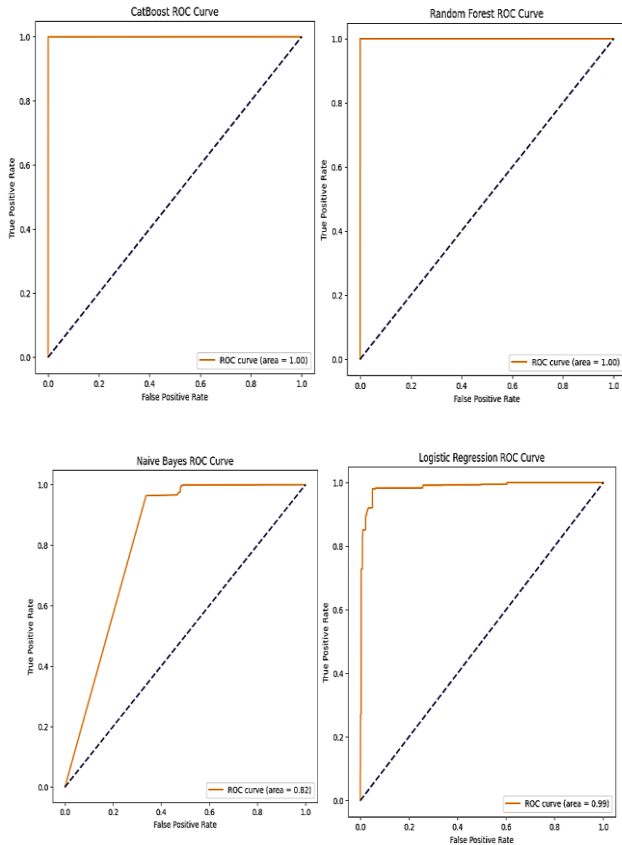 CatBoost ROC Curve
1.0
0.8
0.6
0.4
0.2
0.0
True Positive Rate
ROC curve (area = 1.00)
0.0 0.2 0.4 0.6 0.8 1.0
False Positive Rate
Random Forest ROC Curve
1.0
0.8
0.6
0.4
0.2
0.0
True Positive Rate
ROC curve (area = 1.00)
0.0 0.2 0.4 0.6 0.8 1.0
False Positive Rate
Naive Bayes ROC Curve
1.0
0.8
0.6
0.4
0.2
0.0
True Positive Rate
ROC curve (area = 0.82)
0.0 0.2 0.4 0.6 0.8 1.0
False Positive Rate
Logistic Regression ROC Curve
1.0
0.8
0.6
0.4
0.2
0.0
True Positive Rate
ROC curve (area = 0.99)
0.0 0.2 0.4 0.6 0.8 1.0
False Positive Rate